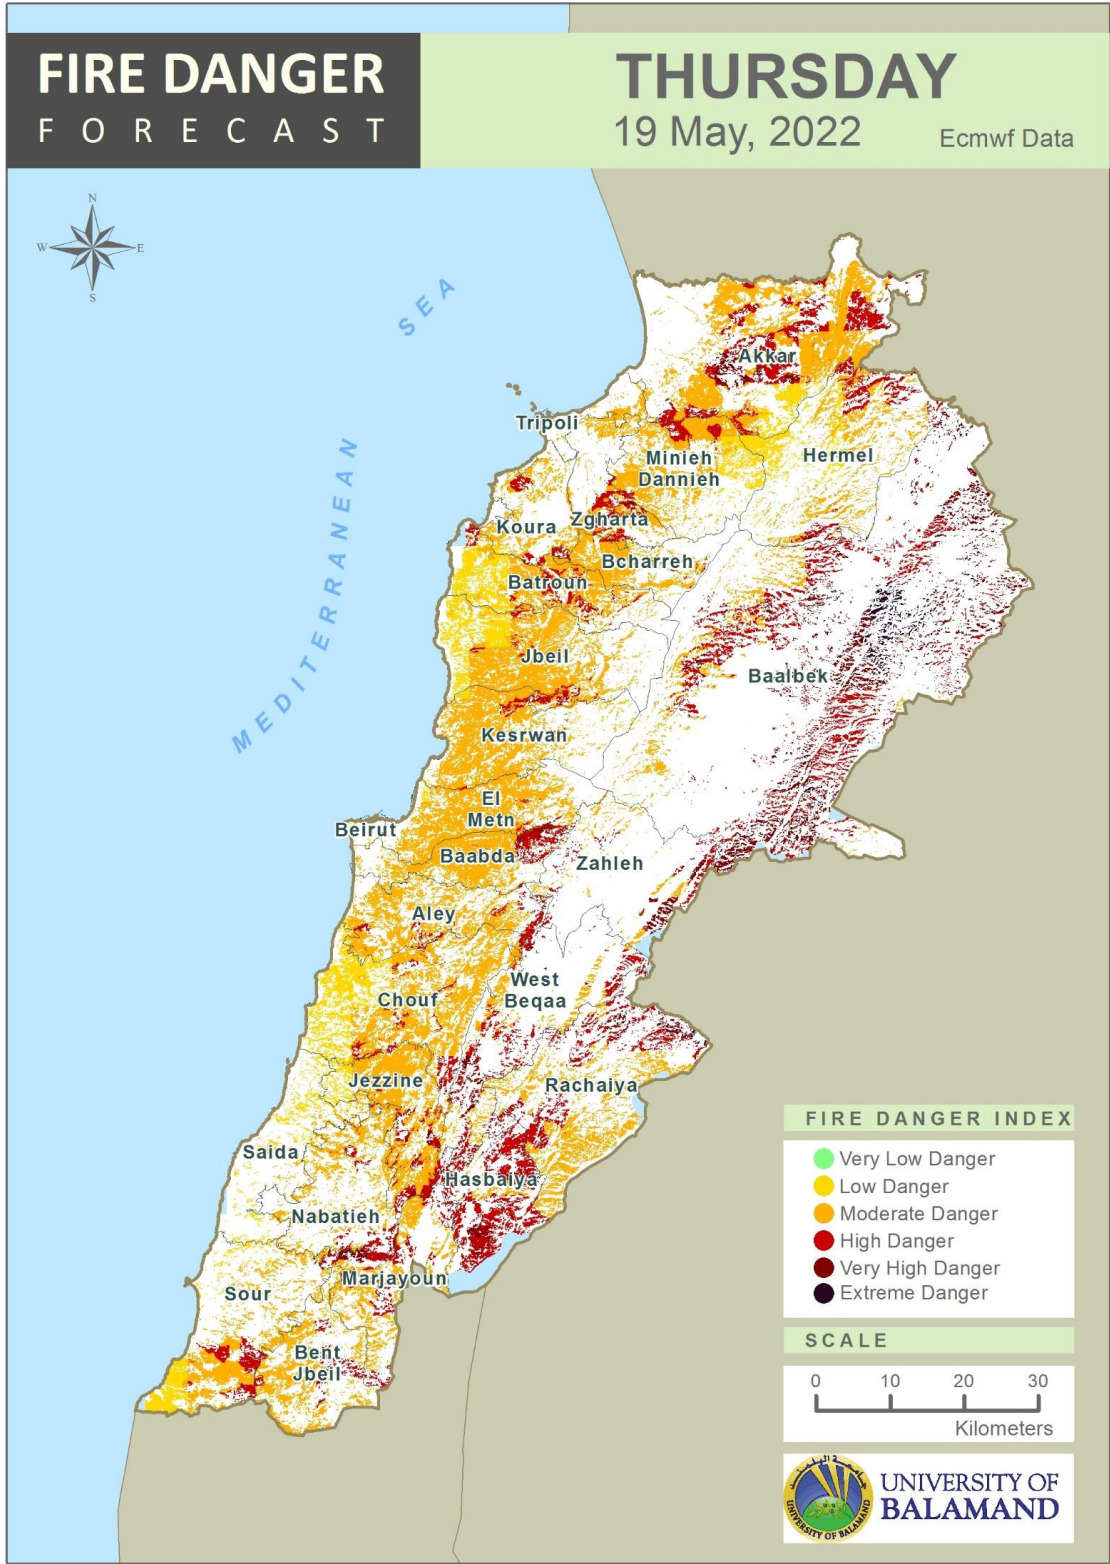 FIRE DANGER
FORECAST
THURSDAY
19 May, 2022
Ecmwf Data
N
W
E
S
MEDITERRANEAN
SEA
Akkar
Tripoli
Minieh
Dannieh
Hermel
Koura
Zgharta
Bcharreh
Batroun
Jbeil
Baalbek
Kesrwan
El
Metn
Beirut
Baabda
Zahleh
Aley
West
Beqaa
Chouf
Jezzine
Rachaiya
Saida
Hasbaiya
Nabatieh
Marjayoun
Sour
Bent
Jbeil
FIRE DANGER INDEX
Very Low Danger
Low Danger
Moderate Danger
High Danger
Very High Danger
Extreme Danger
SCALE
0 10 20 30
Kilometers
UNIVERSITY OF BALAMAND
UNIVERSITY OF
BALAMAND